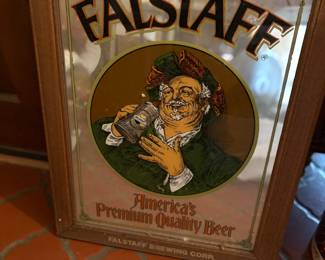 FALSTAFF
America's
Premium Quality Beer
FALSTAFF BREWING CORP.